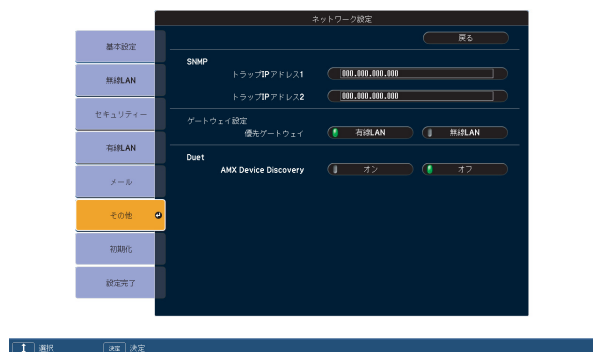 ネットワーク設定
戻る
基本設定
無線LAN
セキュリティー
有線LAN
メール
その他
初期化
設定完了
SNMP
トラップIPアドレス1 000.000.000.000
トラップIPアドレス2 000.000.000.000
ゲートウェイ設定
優先ゲートウェイ 有線LAN 無線LAN
Duet
AMX Device Discovery オン オフ
選択 決定 決定